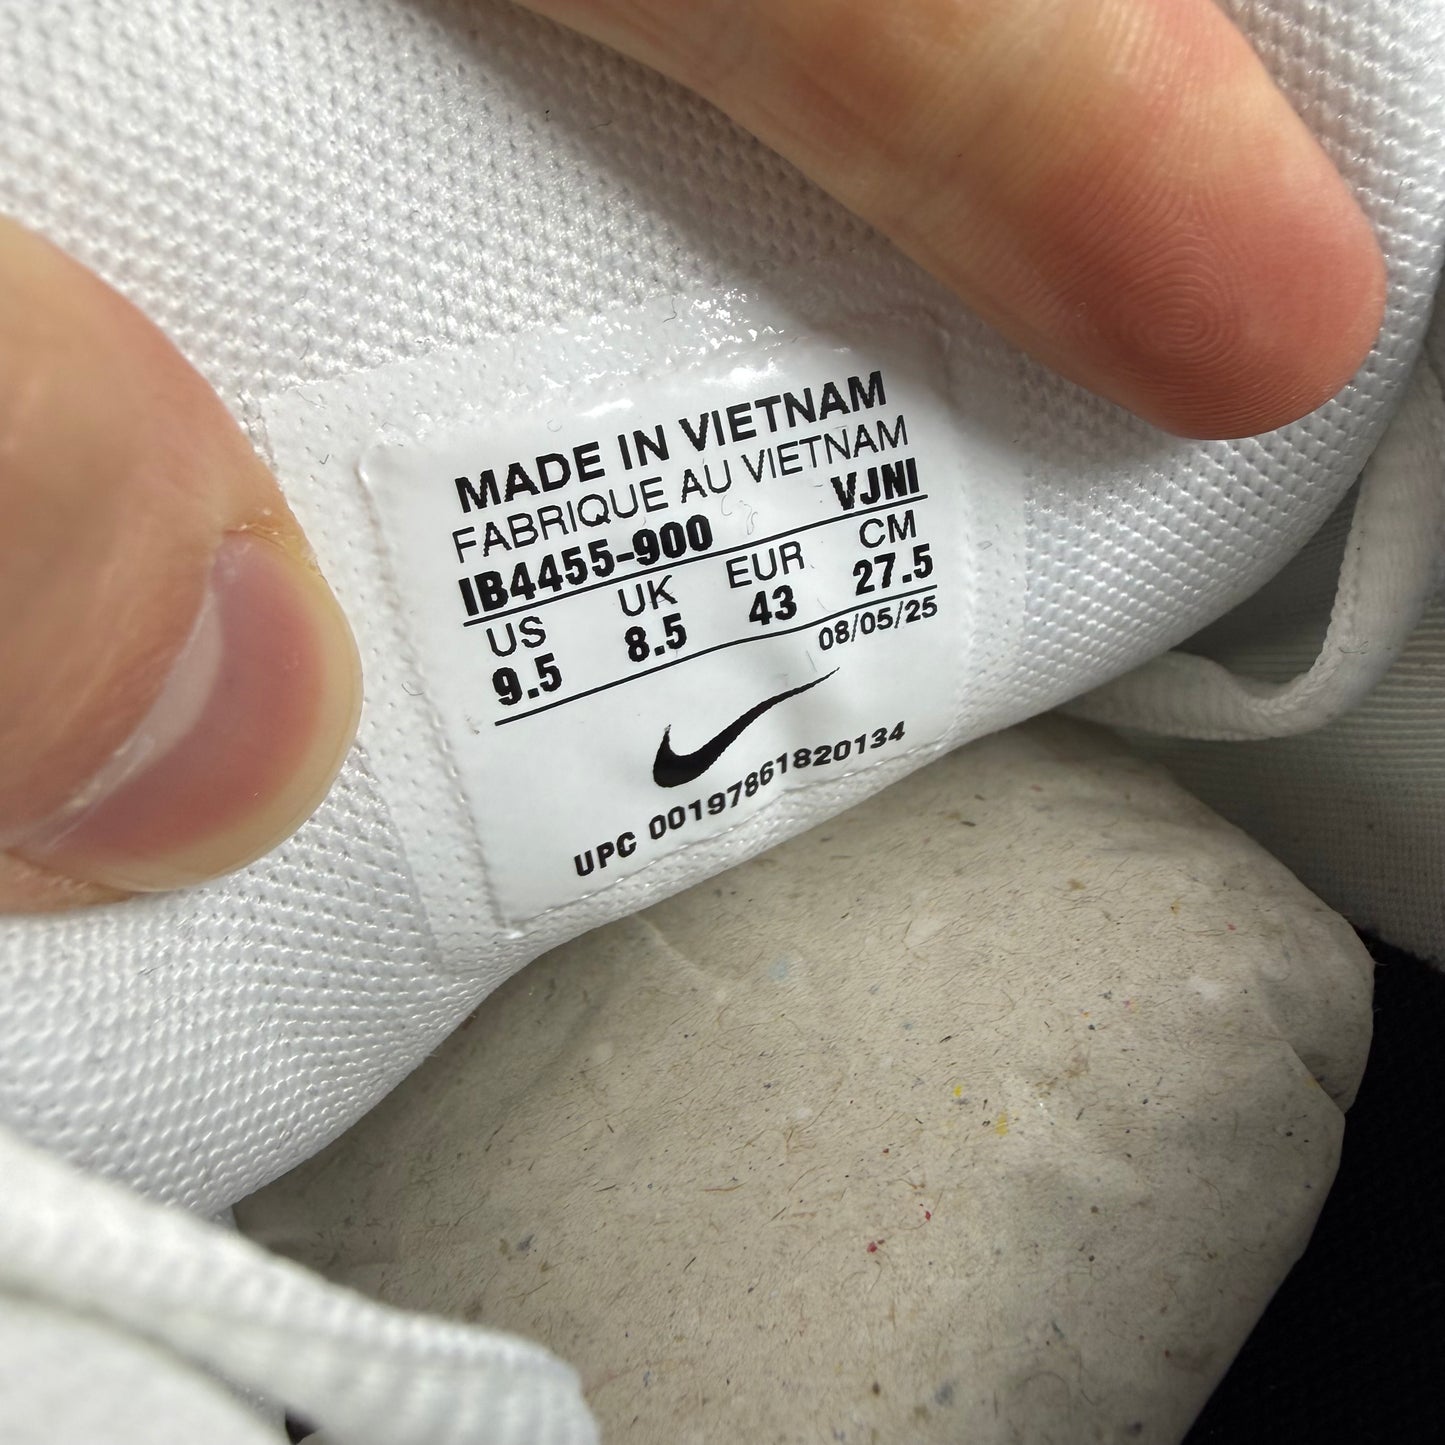 MADE IN VIETNAM
FABRIQUE AU VIETNAM
IB4455-900 VJNI
US UK EUR CM
9.5 8.5 43 27.5
08/05/25
UPC 00197861820134